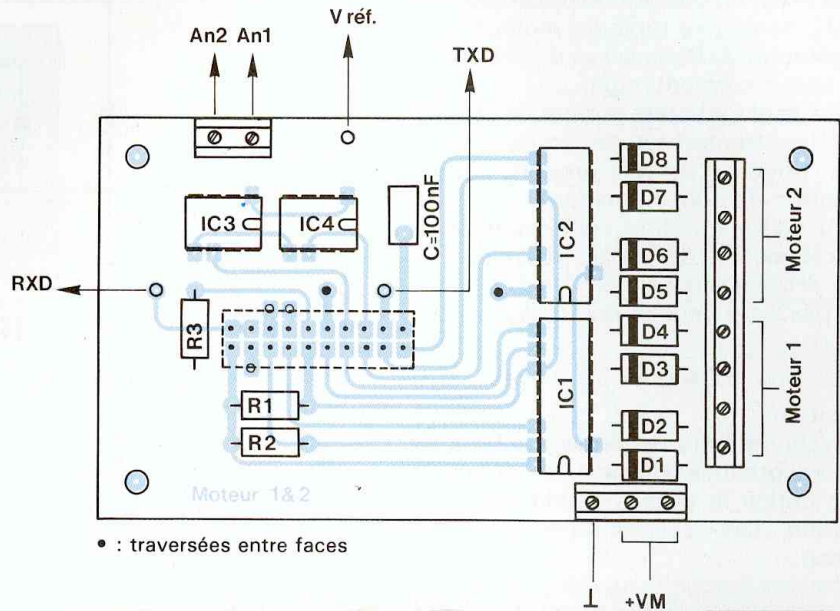 V réf.
An2 An1
TXD
D8
D7
IC2
Moteur 2
IC3
IC4
C=100nF
D6
RXD
D5
R3
D4
D3
IC1
Moteur 1
R1
D2
R2
D1
Moteur 1&2
• : traversées entre faces
⊥ +VM